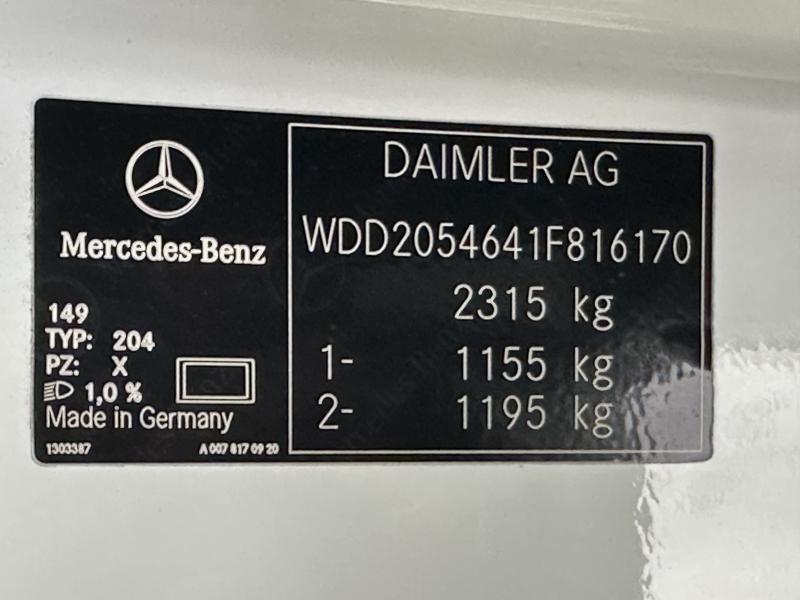 Mercedes-Benz
149
TYP: 204
PZ: X
1,0 %
Made in Germany
1303387
A 007 817 09 20
DAIMLER AG
WDD2054641F816170
2315 kg
1- 1155 kg
2- 1195 kg